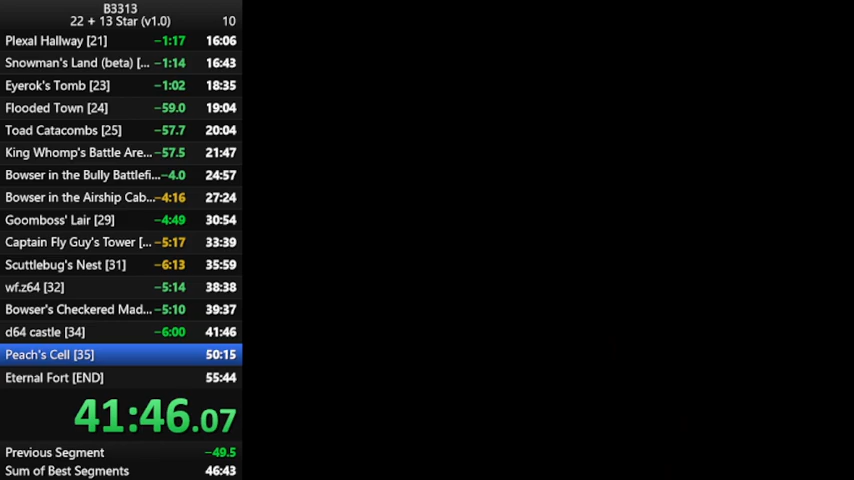 B3313
22 + 13 Star (v1.0) 10
Plexal Hallway [21] −1:17 16:06
Snowman's Land (beta) [... −1:14 16:43
Eyerok's Tomb [23] −1:02 18:35
Flooded Town [24] −59.0 19:04
Toad Catacombs [25] −57.7 20:04
King Whomp's Battle Are... −57.5 21:47
Bowser in the Bully Battlefi... −4.0 24:57
Bowser in the Airship Cab... −4:16 27:24
Goomboss' Lair [29] −4:49 30:54
Captain Fly Guy's Tower [... −5:17 33:39
Scuttlebug's Nest [31] −6:13 35:59
wf.z64 [32] −5:14 38:38
Bowser's Checkered Mad... −5:10 39:37
d64 castle [34] −6:00 41:46
Peach's Cell [35] 50:15
Eternal Fort [END] 55:44
41:46.07
Previous Segment −49.5
Sum of Best Segments 46:43